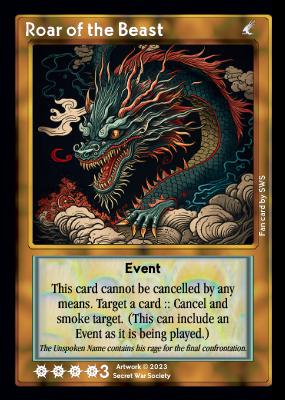 Roar of the Beast
Fan card by SWS
Event
This card cannot be cancelled by any
means. Target a card :: Cancel and
smoke target. (This can include an
Event as it is being played.)
The Unspoken Name contains his rage for the final confrontation.
3
Artwork © 2023
Secret War Society